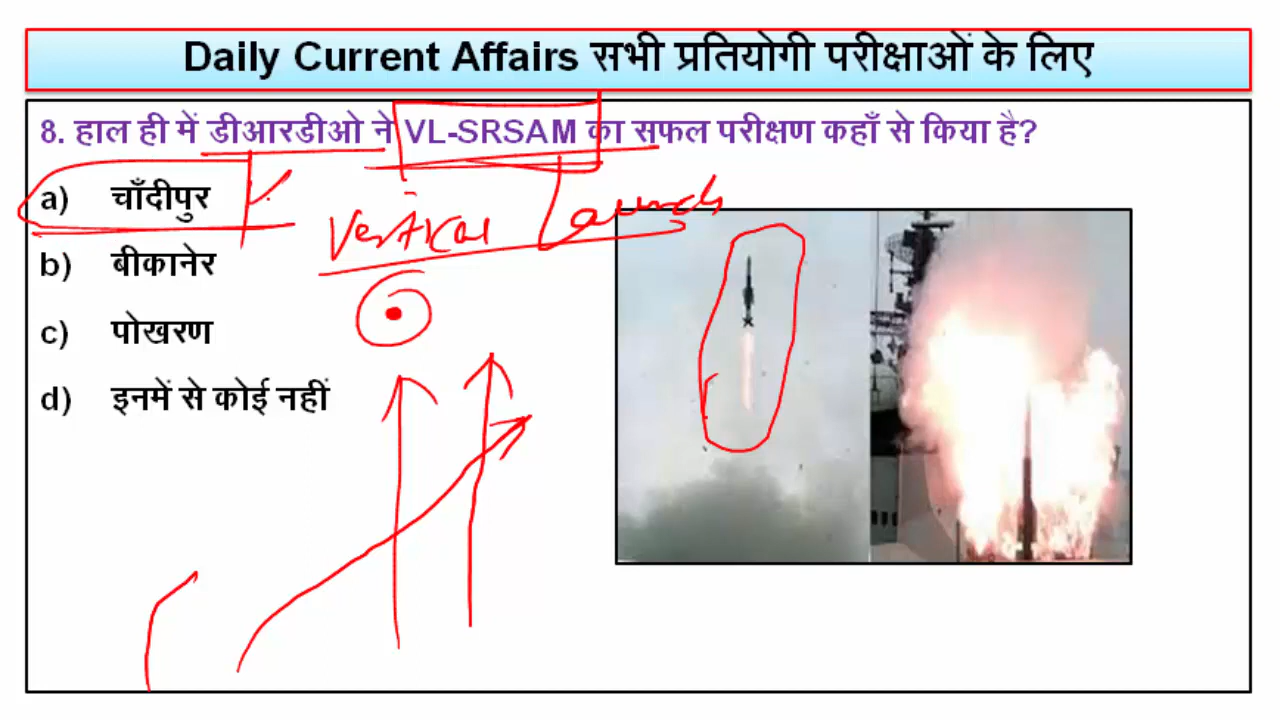 Daily Current Affairs सभी प्रतियोगी परीक्षाओं के लिए
8. हाल ही में डीआरडीओ ने VL-SRSAM का सफल परीक्षण कहाँ से किया है?
a) चाँदीपुर
Vertical Launch
b) बीकानेर
c) पोखरण
d) इनमें से कोई नहीं